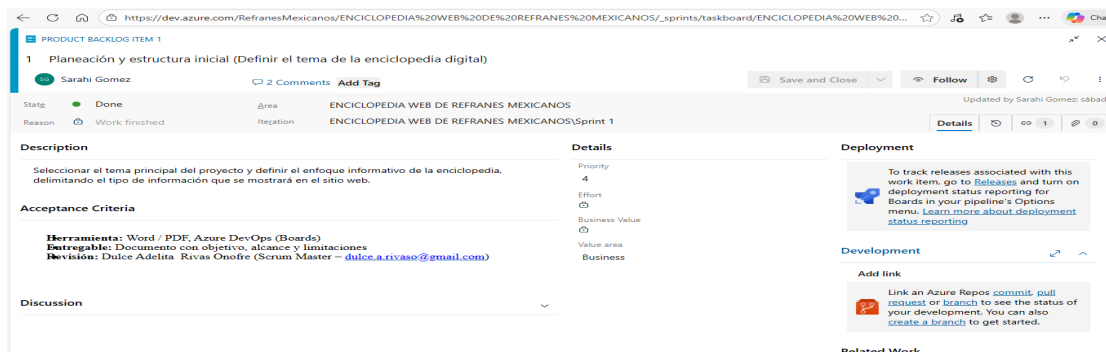 https://dev.azure.com/RefranesMexicanos/ENCICLOPEDIA%20WEB%20DE%20REFRANES%20MEXICANOS/_sprints/taskboard/ENCICLOPEDIA%20WEB%20...
Cha
PRODUCT BACKLOG ITEM 1
1 Planeación y estructura inicial (Definir el tema de la enciclopedia digital)
SG Sarahi Gomez
2 Comments Add Tag
Save and Close
Follow
State Done
Area ENCICLOPEDIA WEB DE REFRANES MEXICANOS
Updated by Sarahi Gomez: sábad
Reason Work finished
Iteration ENCICLOPEDIA WEB DE REFRANES MEXICANOS\Sprint 1
Details 1 0
Description
Seleccionar el tema principal del proyecto y definir el enfoque informativo de la enciclopedia,
delimitando el tipo de información que se mostrará en el sitio web.
Acceptance Criteria
Herramienta: Word / PDF, Azure DevOps (Boards)
Entregable: Documento con objetivo, alcance y limitaciones
Revisión: Dulce Adelita Rivas Onofre (Scrum Master – dulce.a.rivaso@gmail.com)
Discussion
Details
Priority
4
Effort
Business Value
Value area
Business
Deployment
To track releases associated with this
work item, go to Releases and turn on
deployment status reporting for
Boards in your pipeline's Options
menu. Learn more about deployment
status reporting
Development
Add link
Link an Azure Repos commit, pull
request or branch to see the status of
your development. You can also
create a branch to get started.
Related Work